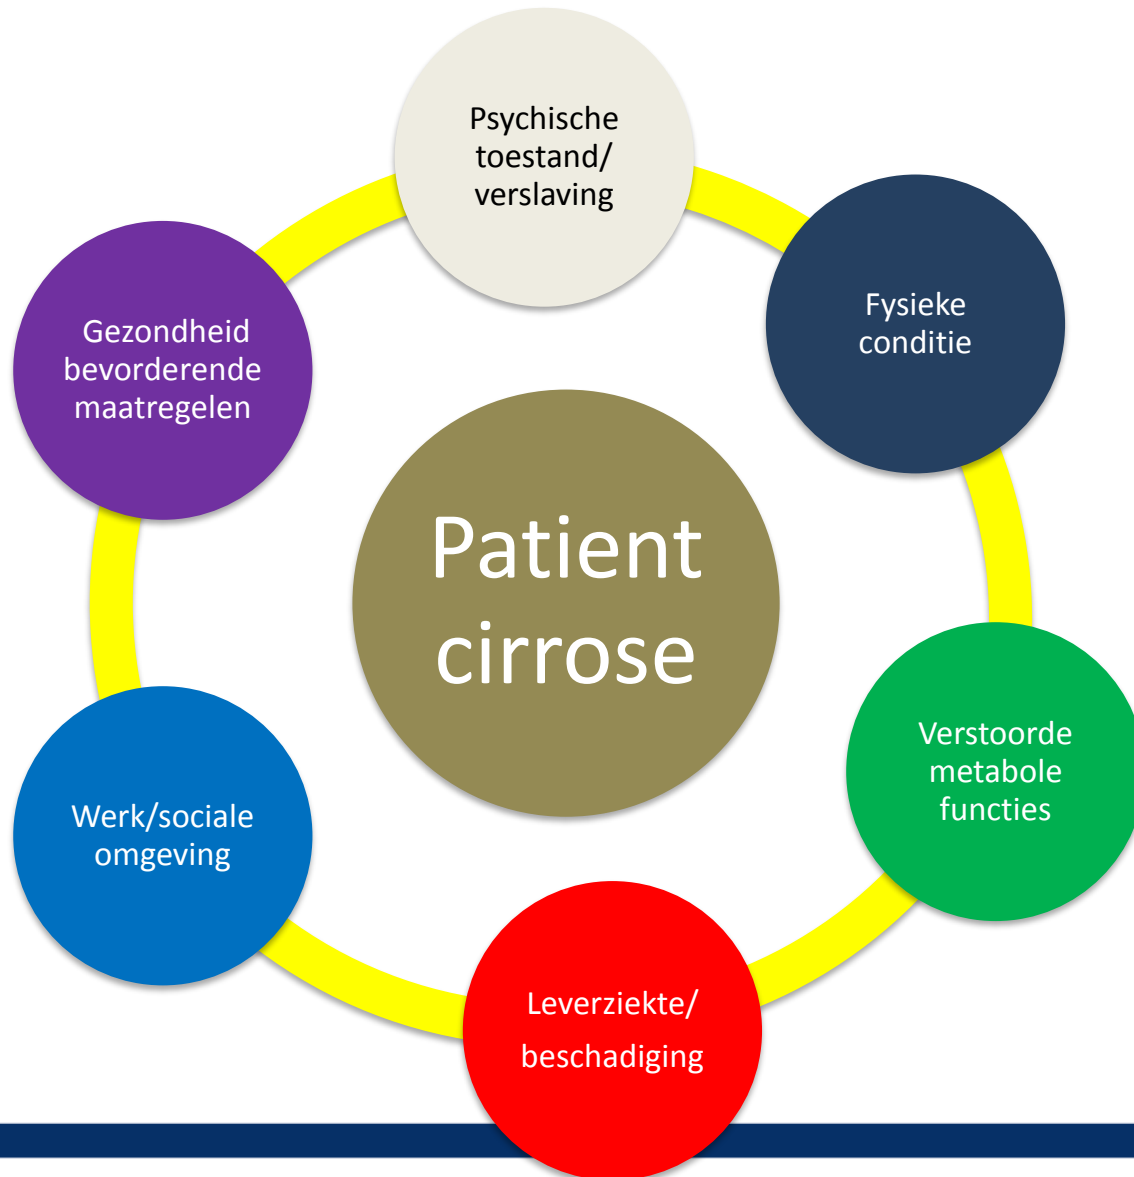 Psychische
toestand/
verslaving
Fysieke
conditie
Gezondheid
bevorderende
maatregelen
Patient
cirrose
Verstoorde
metabole
functies
Werk/sociale
omgeving
Leverziekte/
beschadiging